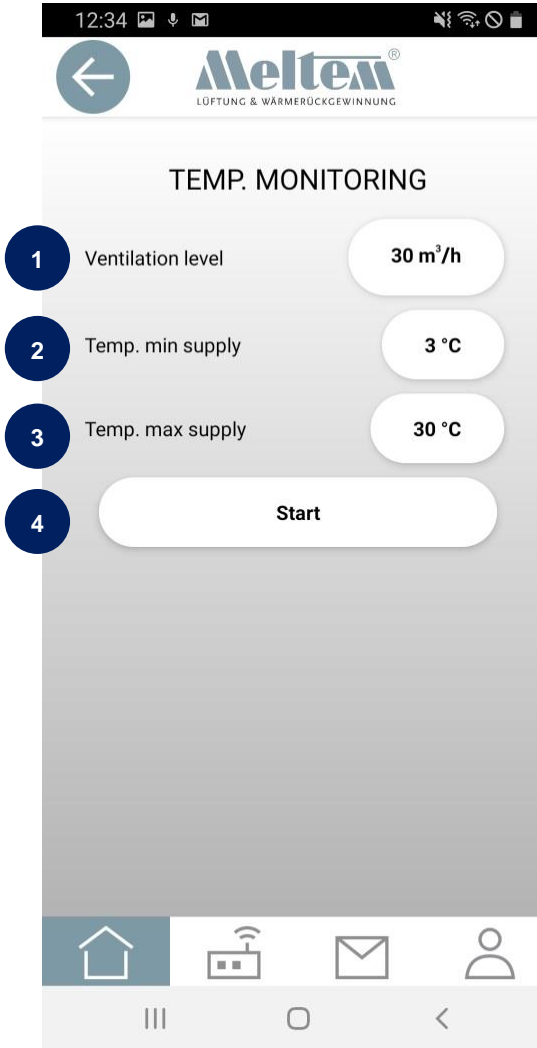 12:34
Meltem®
LÜFTUNG & WÄRMERÜCKGEWINNUNG
TEMP. MONITORING
1 Ventilation level 30 m³/h
2 Temp. min supply 3 °C
3 Temp. max supply 30 °C
4 Start